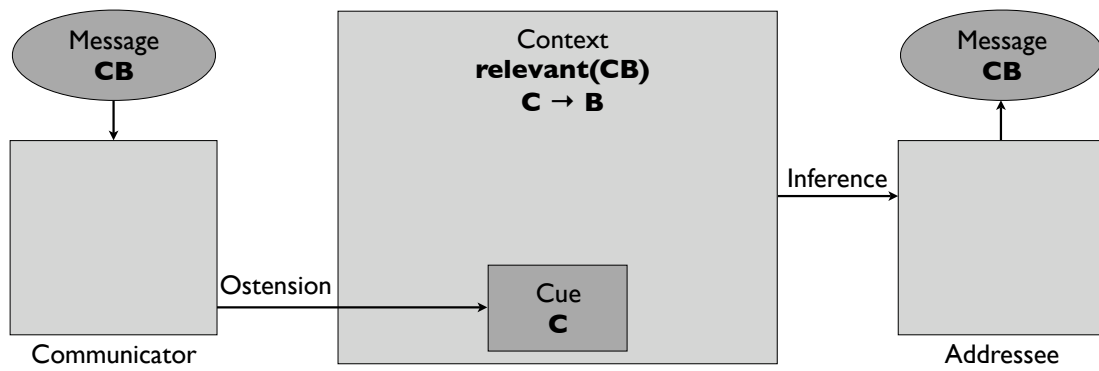 Message
CB
Communicator
Ostension
Context
relevant(CB)
C → B
Cue
C
Inference
Message
CB
Addressee